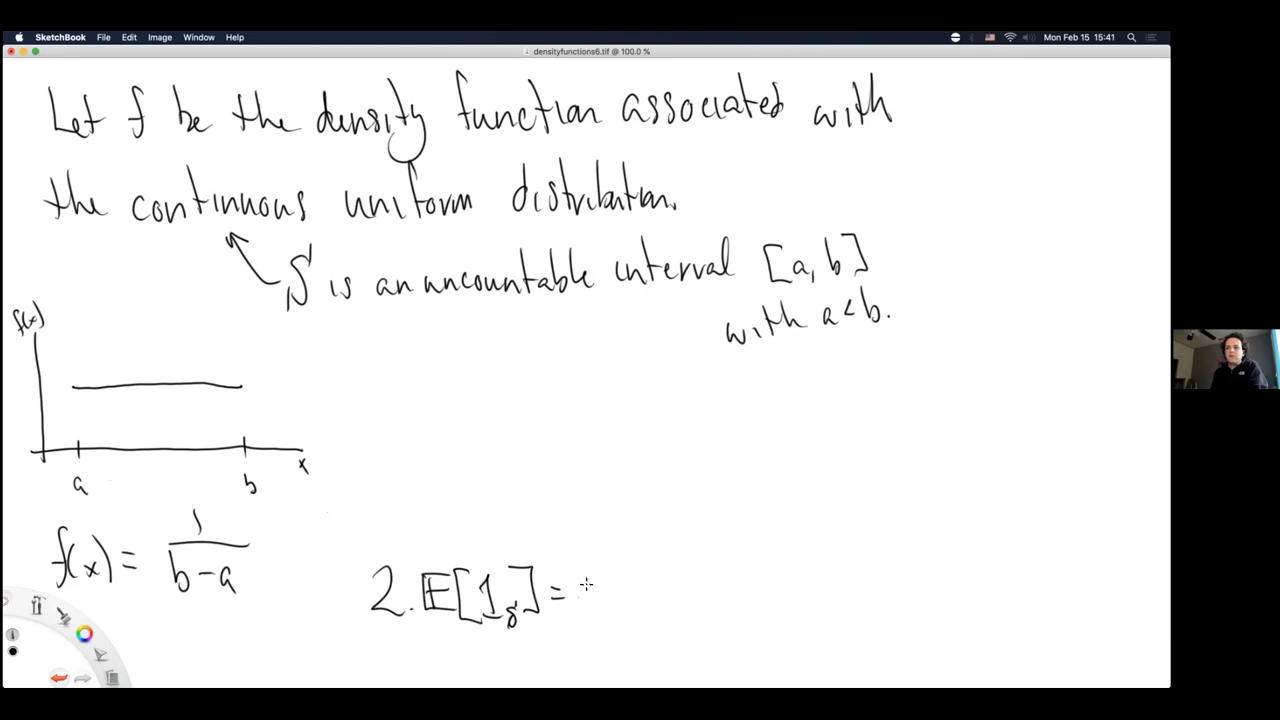 SketchBook File Edit Image Window Help
Mon Feb 15 15:41
densityfunctions6.tif @ 100.0 %
Let f be the density function associated with
the continuous uniform distribution.
S is an uncountable interval [a, b]
with a < b.
f(x)
a b x
f(x) = 1/(b-a)
2. E[1_S] =